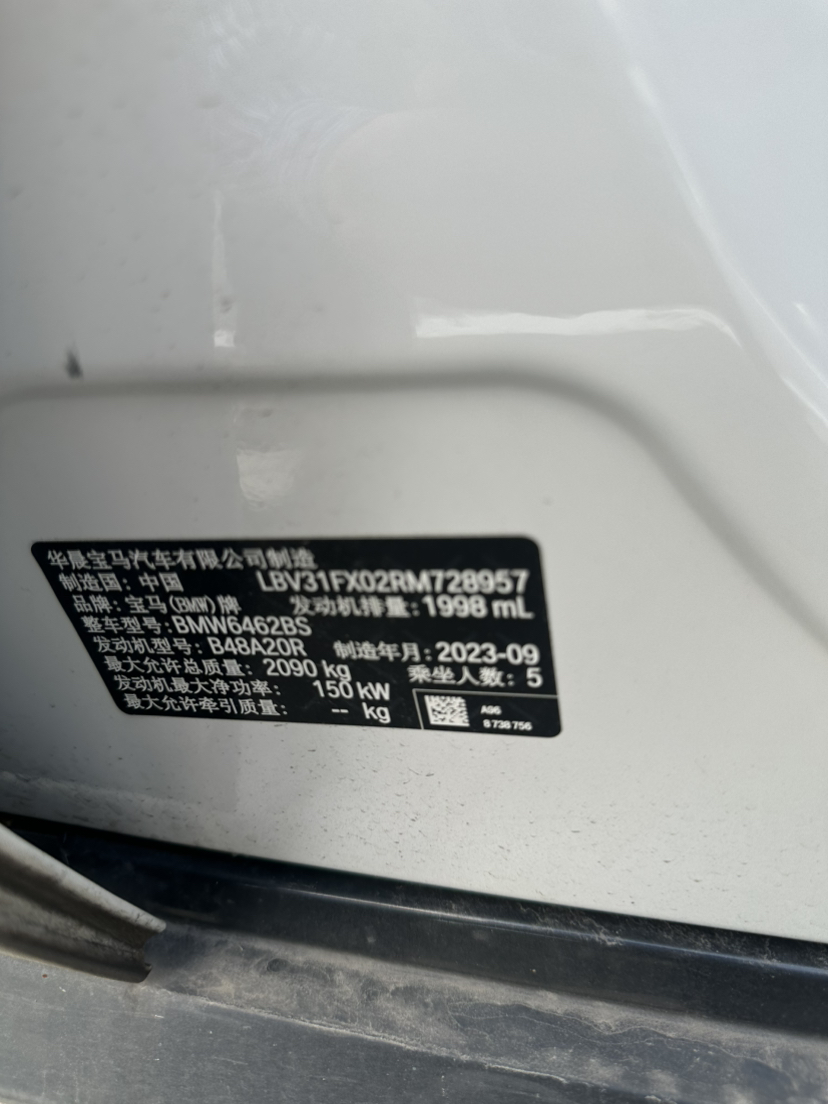 华晨宝马汽车有限公司制造
制造国：中国 LBV31FX02RM728957
品牌：宝马(BMW)牌 发动机排量：1998 mL
整车型号：BMW6462BS
发动机型号：B48A20R 制造年月：2023-09
最大允许总质量：2090 kg 乘坐人数：5
发动机最大净功率：150 kW
最大允许牵引质量：-- kg
A96
8 738 756